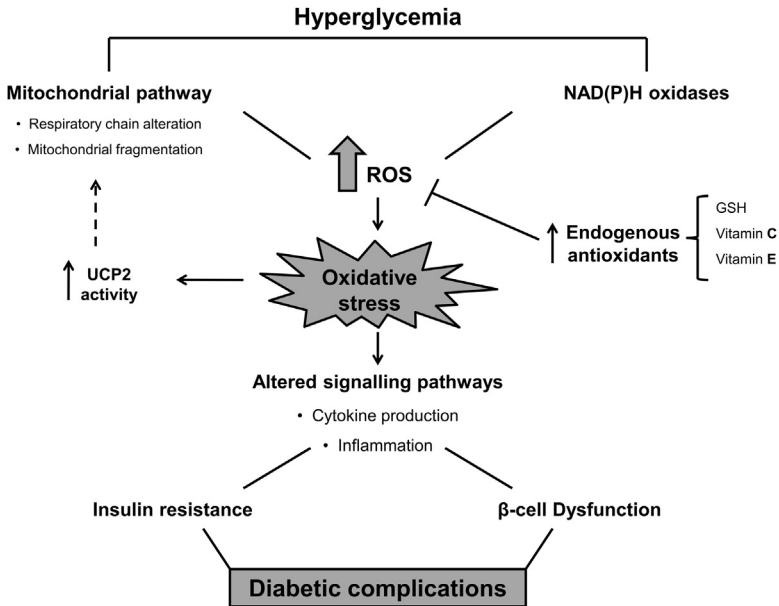 Hyperglycemia
Mitochondrial pathway
• Respiratory chain alteration
• Mitochondrial fragmentation
NAD(P)H oxidases
ROS
Endogenous
antioxidants
GSH
Vitamin C
Vitamin E
UCP2
activity
Oxidative
stress
Altered signalling pathways
• Cytokine production
• Inflammation
Insulin resistance
β-cell Dysfunction
Diabetic complications